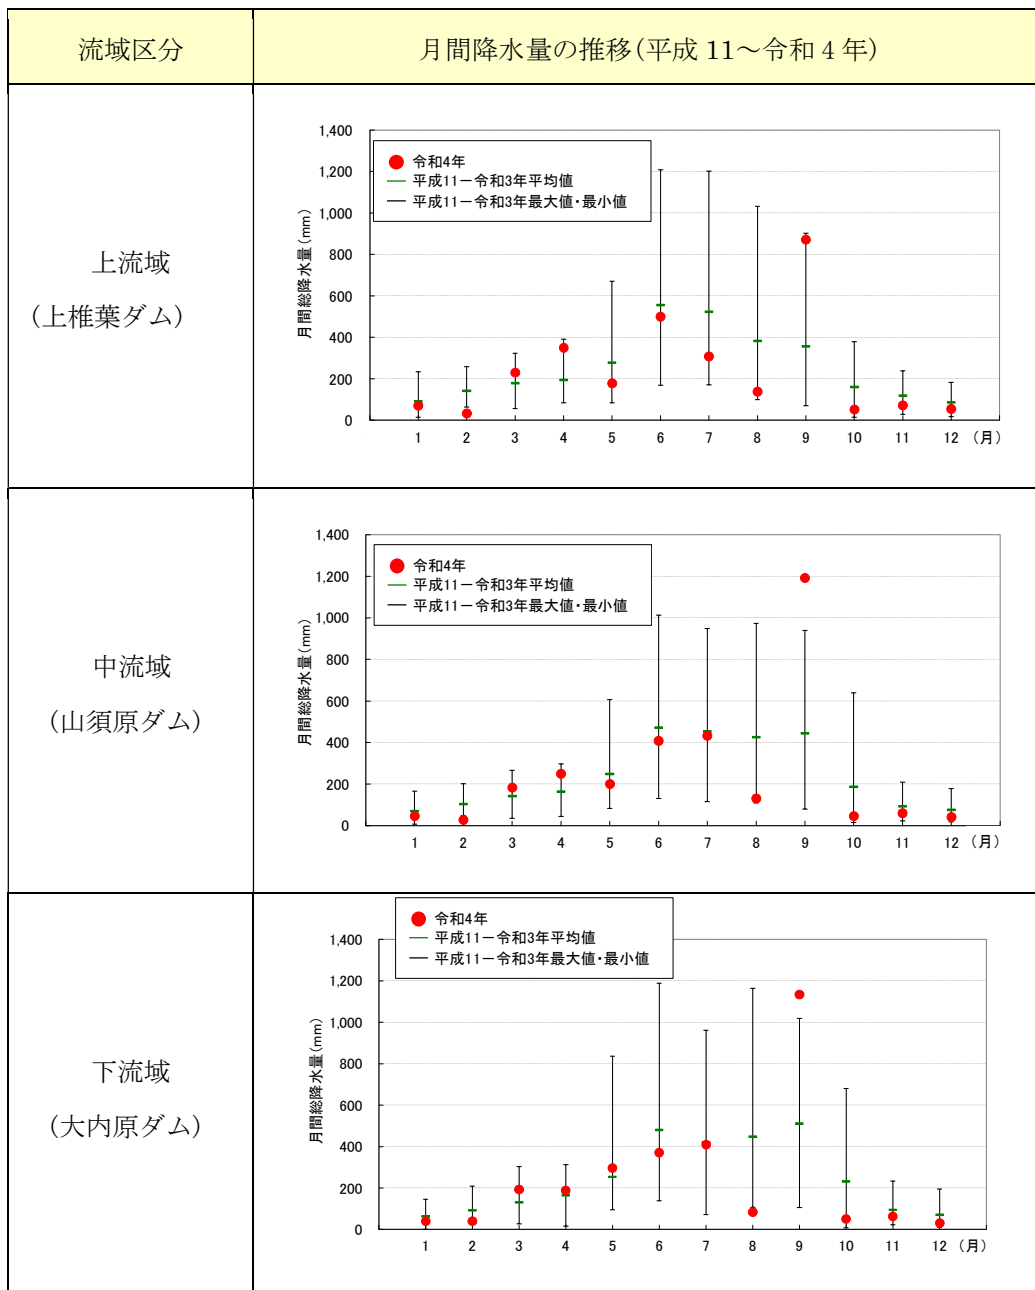 流域区分
月間降水量の推移(平成 11～令和 4 年)
上流域
(上椎葉ダム)
月間総降水量(mm)
1,400
1,200
1,000
800
600
400
200
0
令和4年
平成11－令和3年平均値
平成11－令和3年最大値・最小値
1 2 3 4 5 6 7 8 9 10 11 12 (月)
中流域
(山須原ダム)
月間総降水量(mm)
1,400
1,200
1,000
800
600
400
200
0
令和4年
平成11－令和3年平均値
平成11－令和3年最大値・最小値
1 2 3 4 5 6 7 8 9 10 11 12 (月)
下流域
(大内原ダム)
月間総降水量(mm)
1,400
1,200
1,000
800
600
400
200
0
令和4年
平成11－令和3年平均値
平成11－令和3年最大値・最小値
1 2 3 4 5 6 7 8 9 10 11 12 (月)